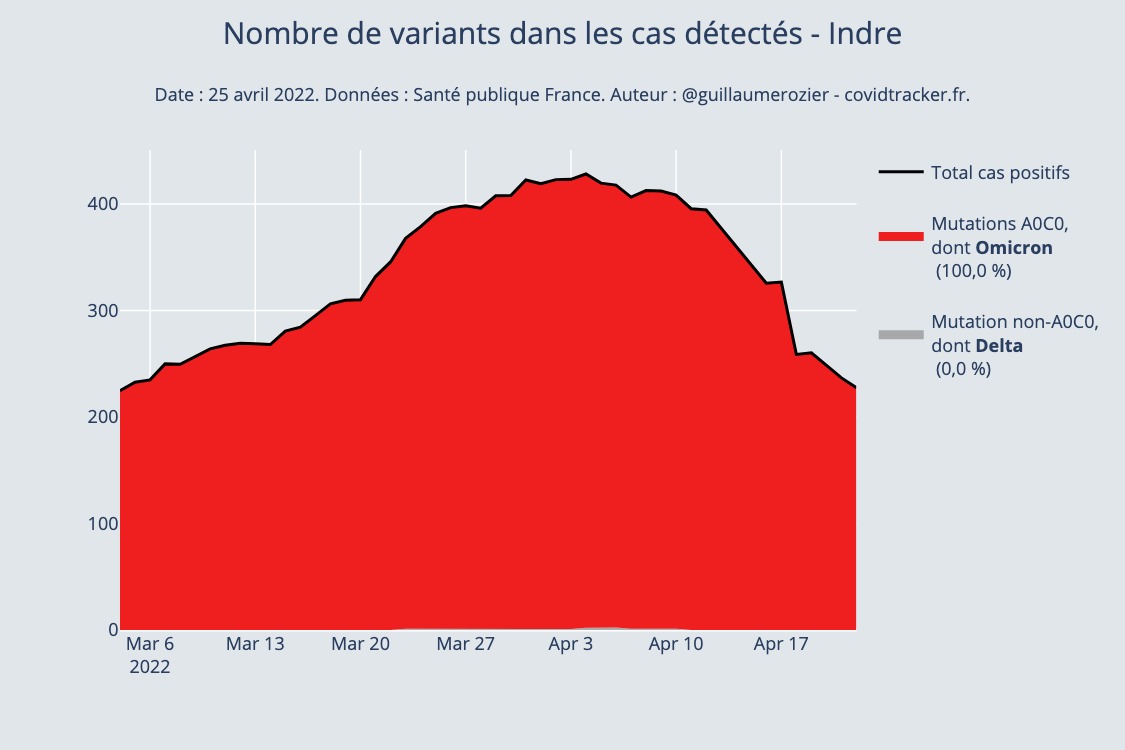 Nombre de variants dans les cas détectés - Indre
Date : 25 avril 2022. Données : Santé publique France. Auteur : @guillaumerozier - covidtracker.fr.
Total cas positifs
Mutations A0C0,
dont Omicron
(100,0 %)
Mutation non-A0C0,
dont Delta
(0,0 %)
400
300
200
100
0
Mar 6 Mar 13 Mar 20 Mar 27 Apr 3 Apr 10 Apr 17
2022